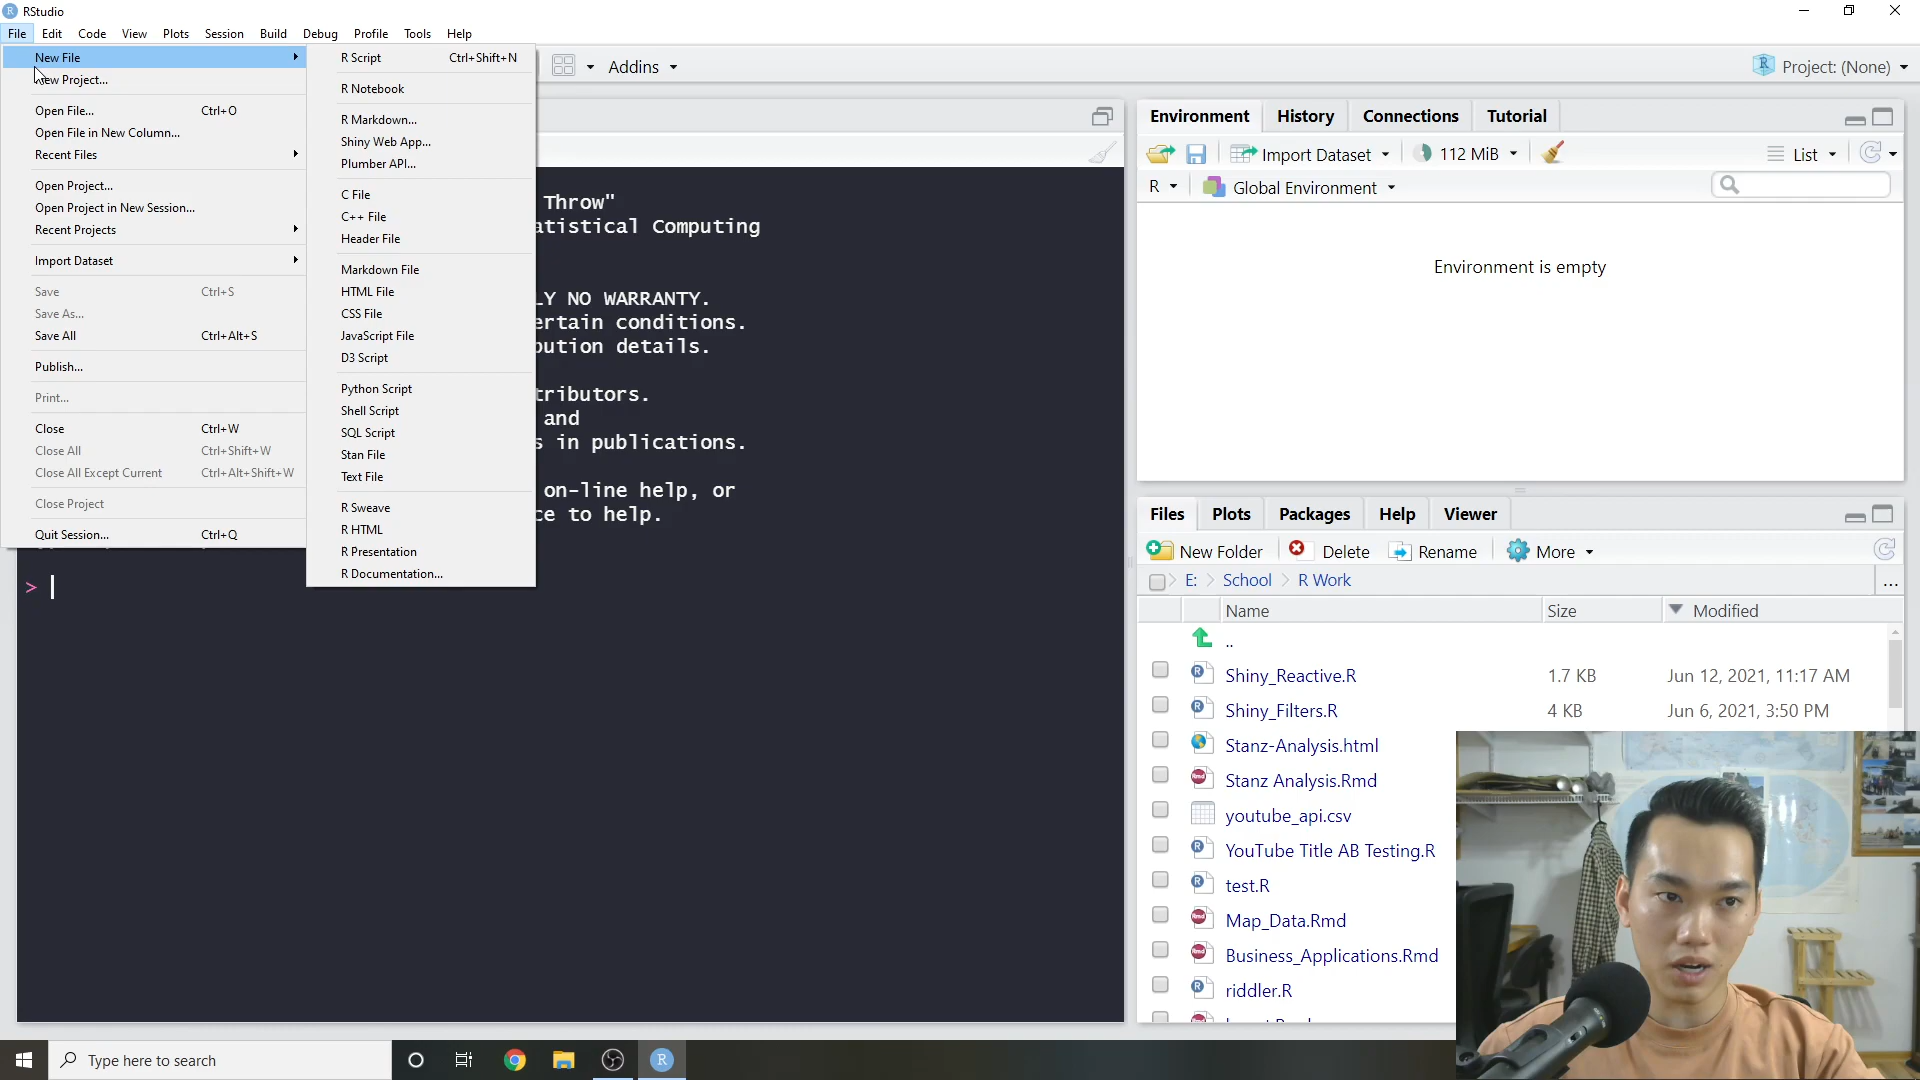 RStudio
File Edit Code View Plots Session Build Debug Profile Tools Help
New File
New Project...
Open File... Ctrl+O
Open File in New Column...
Recent Files
Open Project...
Open Project in New Session...
Recent Projects
Import Dataset
Save Ctrl+S
Save As...
Save All Ctrl+Alt+S
Publish...
Print...
Close Ctrl+W
Close All Ctrl+Shift+W
Close All Except Current Ctrl+Alt+Shift+W
Close Project
Quit Session... Ctrl+Q
R Script Ctrl+Shift+N
R Notebook
R Markdown...
Shiny Web App...
Plumber API...
C File
C++ File
Header File
Markdown File
HTML File
CSS File
JavaScript File
D3 Script
Python Script
Shell Script
SQL Script
Stan File
Text File
R Sweave
R HTML
R Presentation
R Documentation...
Addins
Project: (None)
Throw"
atistical Computing
LY NO WARRANTY.
ertain conditions.
bution details.
tributors.
and
s in publications.
on-line help, or
ce to help.
>
Environment History Connections Tutorial
Import Dataset 112 MiB List
R Global Environment
Environment is empty
Files Plots Packages Help Viewer
New Folder Delete Rename More
E: School R Work ...
Name Size Modified
..
Shiny_Reactive.R 1.7 KB Jun 12, 2021, 11:17 AM
Shiny_Filters.R 4 KB Jun 6, 2021, 3:50 PM
Stanz-Analysis.html
Stanz Analysis.Rmd
youtube_api.csv
YouTube Title AB Testing.R
test.R
Map_Data.Rmd
Business_Applications.Rmd
riddler.R
Type here to search